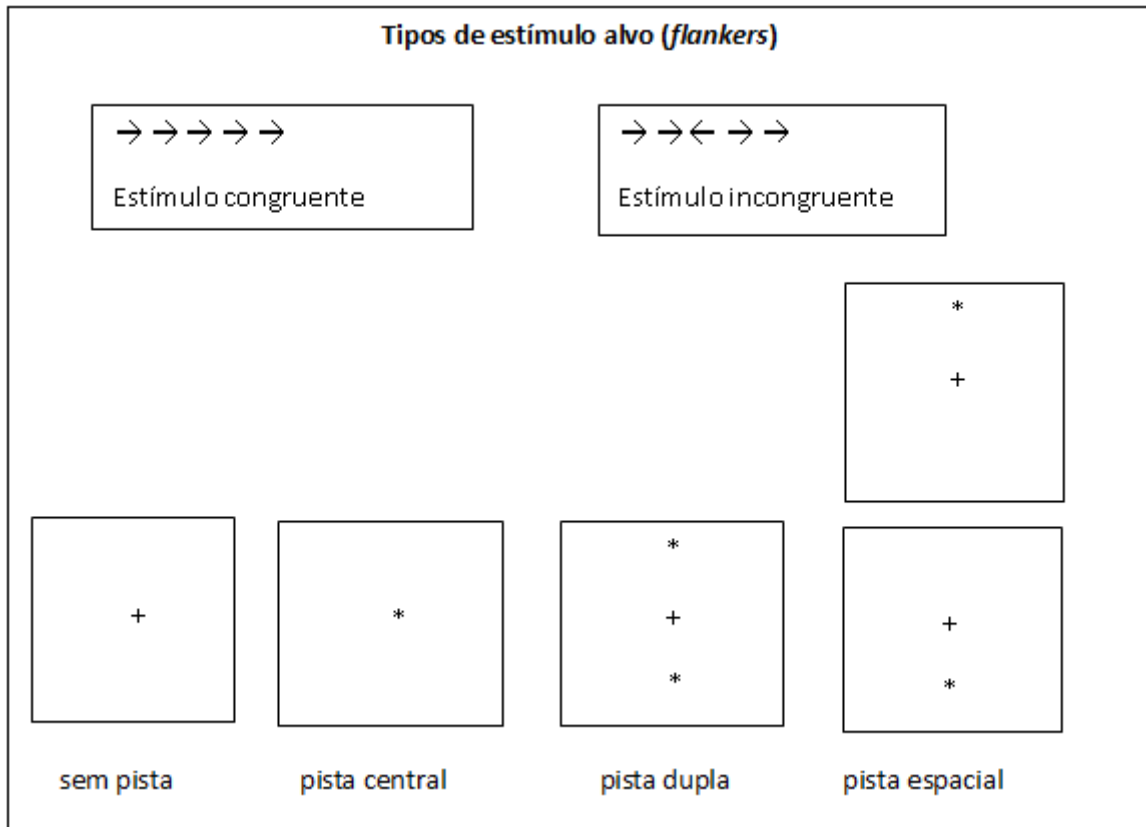 Tipos de estímulo alvo (flankers)
→ → → → →
Estímulo congruente
→ → ← → →
Estímulo incongruente
*
+
+
*
*
+
*
+
*
sem pista
pista central
pista dupla
pista espacial